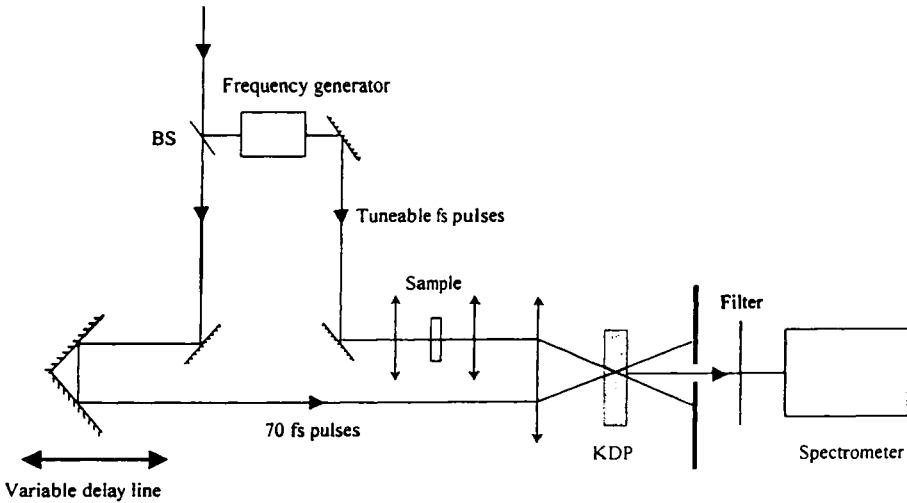 Frequency generator
BS
Tuneable fs pulses
Sample
Filter
70 fs pulses
KDP
Spectrometer
Variable delay line